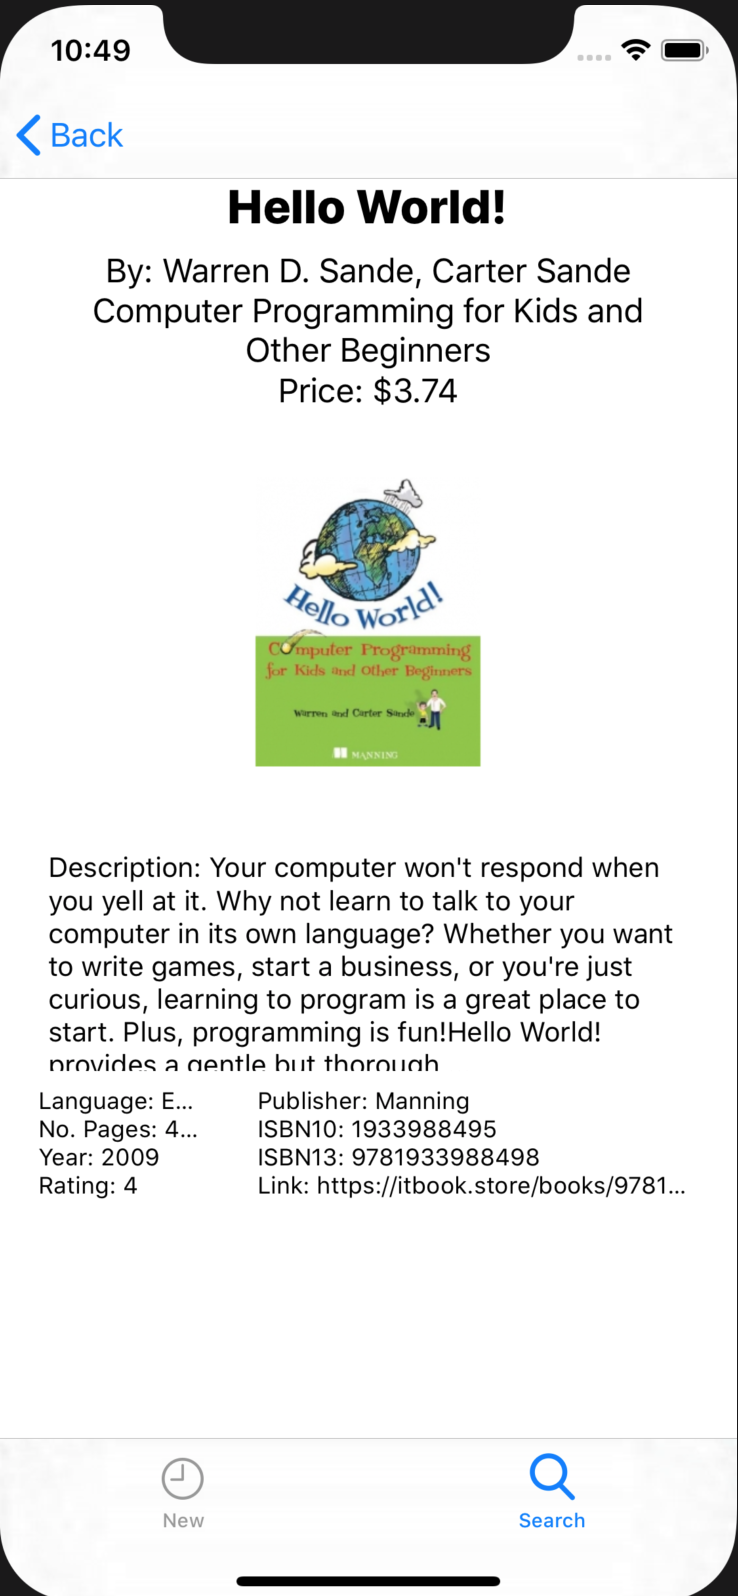 10:49
Back
Hello World!
By: Warren D. Sande, Carter Sande
Computer Programming for Kids and
Other Beginners
Price: $3.74
Hello World!
Computer Programming
for Kids and Other Beginners
Warren and Carter Sande
MANNING
Description: Your computer won't respond when
you yell at it. Why not learn to talk to your
computer in its own language? Whether you want
to write games, start a business, or you're just
curious, learning to program is a great place to
start. Plus, programming is fun!Hello World!
provides a gentle but thorough
Language: E...
Publisher: Manning
No. Pages: 4...
ISBN10: 1933988495
Year: 2009
ISBN13: 9781933988498
Rating: 4
Link: https://itbook.store/books/9781...
New
Search